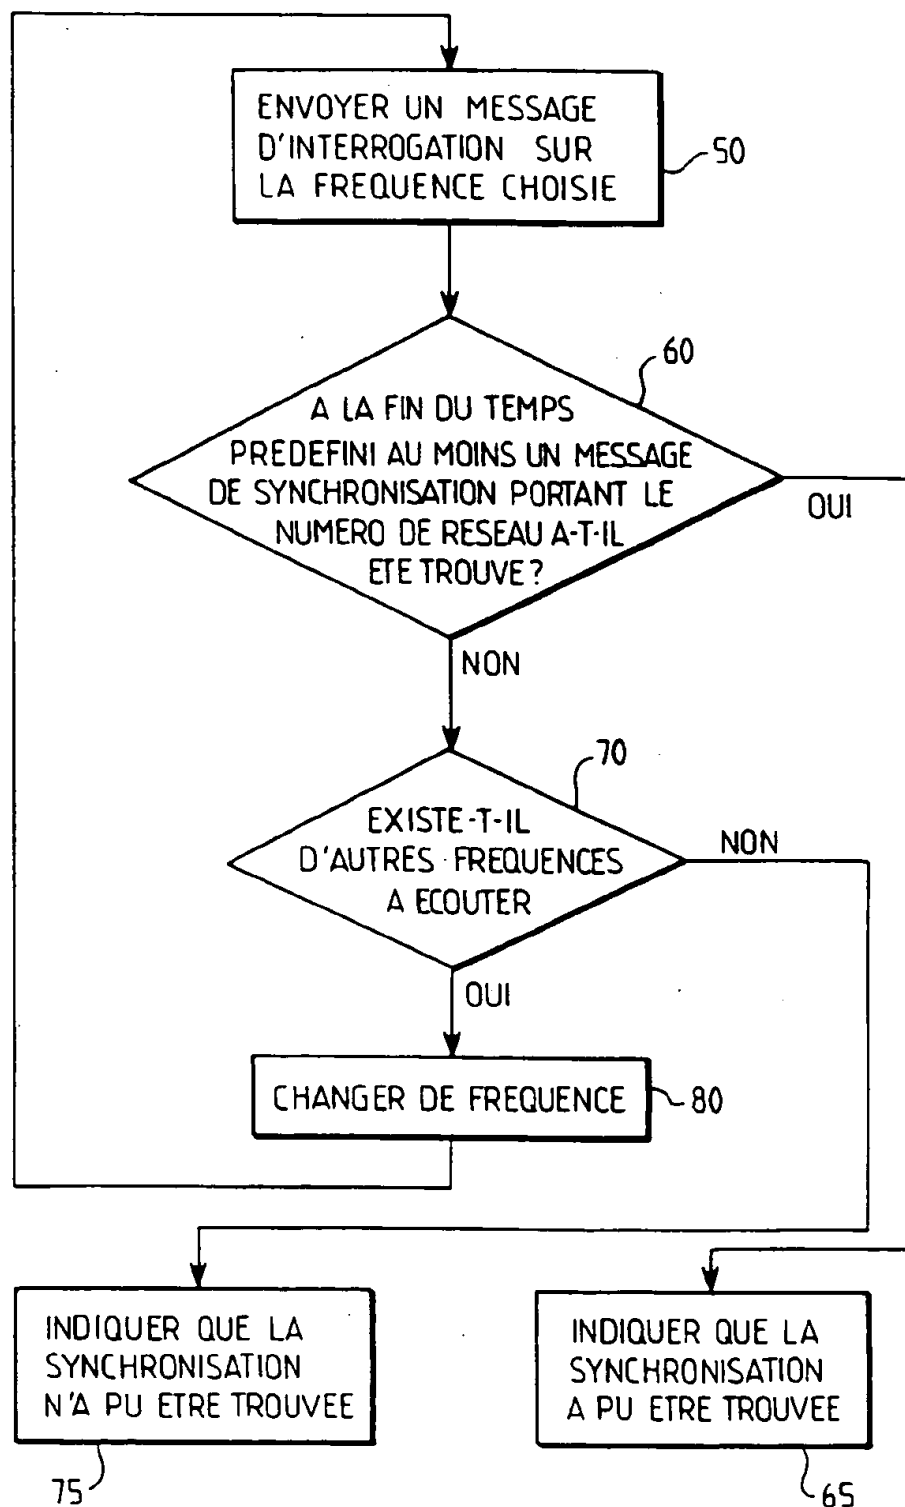 ENVOYER UN MESSAGE
D'INTERROGATION SUR
LA FREQUENCE CHOISIE
50
60
A LA FIN DU TEMPS
PREDEFINI AU MOINS UN MESSAGE
DE SYNCHRONISATION PORTANT LE
NUMERO DE RESEAU A-T-IL
ETE TROUVE?
OUI
NON
70
EXISTE-T-IL
D'AUTRES FREQUENCES
A ECOUTER
NON
OUI
CHANGER DE FREQUENCE
80
INDIQUER QUE LA
SYNCHRONISATION
N'A PU ETRE TROUVEE
75
INDIQUER QUE LA
SYNCHRONISATION
A PU ETRE TROUVEE
65